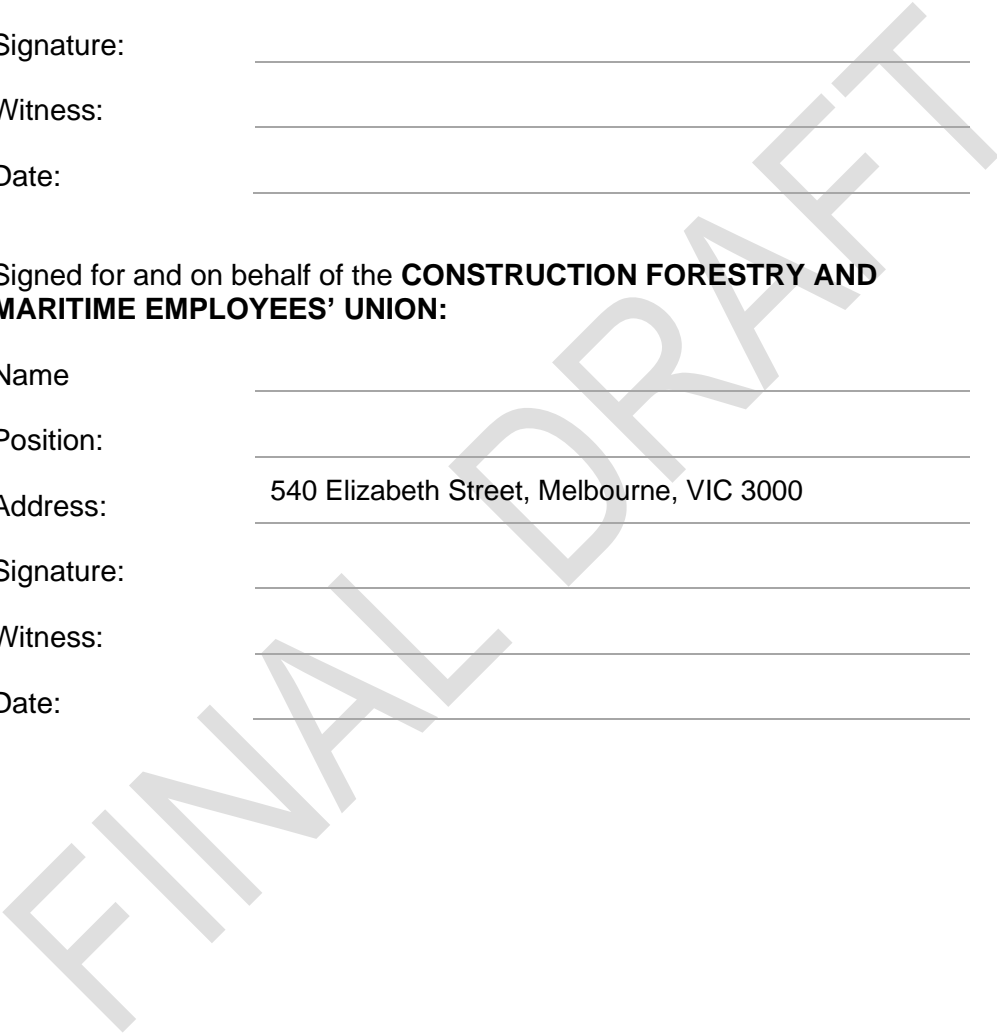 Signature:
Witness:
Date:
Signed for and on behalf of the CONSTRUCTION FORESTRY AND
MARITIME EMPLOYEES’ UNION:
Name
Position:
Address: 540 Elizabeth Street, Melbourne, VIC 3000
Signature:
Witness:
Date:
FINAL DRAFT